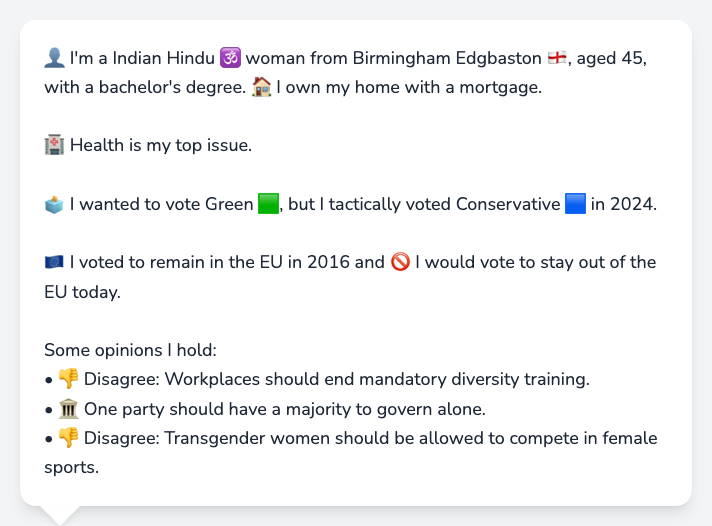 👤 I'm a Indian Hindu 🕉️ woman from Birmingham Edgbaston 🏴󠁧󠁢󠁥󠁮󠁧󠁿, aged 45,
with a bachelor's degree. 🏠 I own my home with a mortgage.
🏥 Health is my top issue.
🗳️ I wanted to vote Green 🟩, but I tactically voted Conservative 🟦 in 2024.
🇪🇺 I voted to remain in the EU in 2016 and 🚫 I would vote to stay out of the
EU today.
Some opinions I hold:
• 👎 Disagree: Workplaces should end mandatory diversity training.
• 🏛️ One party should have a majority to govern alone.
• 👎 Disagree: Transgender women should be allowed to compete in female
sports.